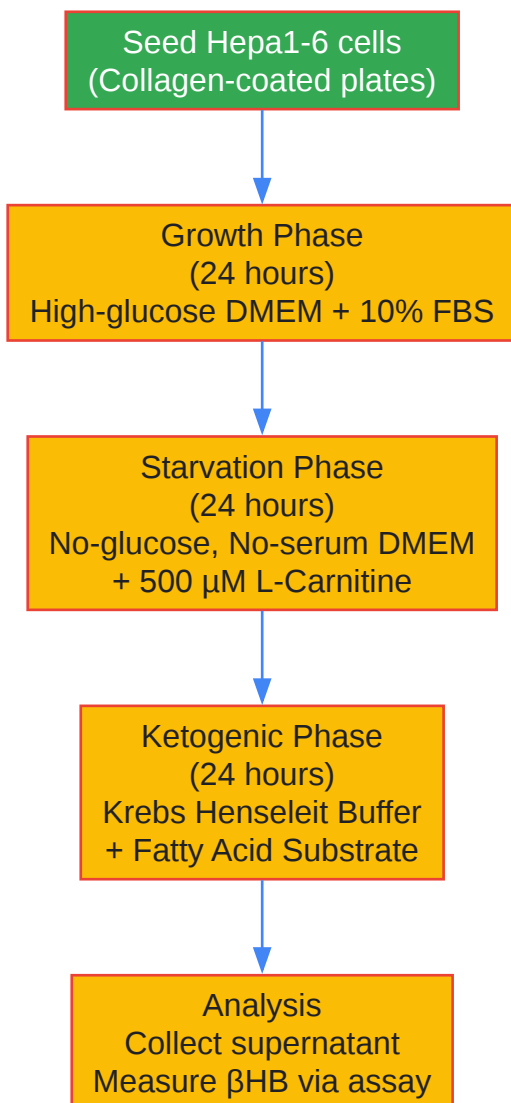 Seed Hepa1-6 cells
(Collagen-coated plates)
Growth Phase
(24 hours)
High-glucose DMEM + 10% FBS
Starvation Phase
(24 hours)
No-glucose, No-serum DMEM
+ 500 µM L-Carnitine
Ketogenic Phase
(24 hours)
Krebs Henseleit Buffer
+ Fatty Acid Substrate
Analysis
Collect supernatant
Measure βHB via assay